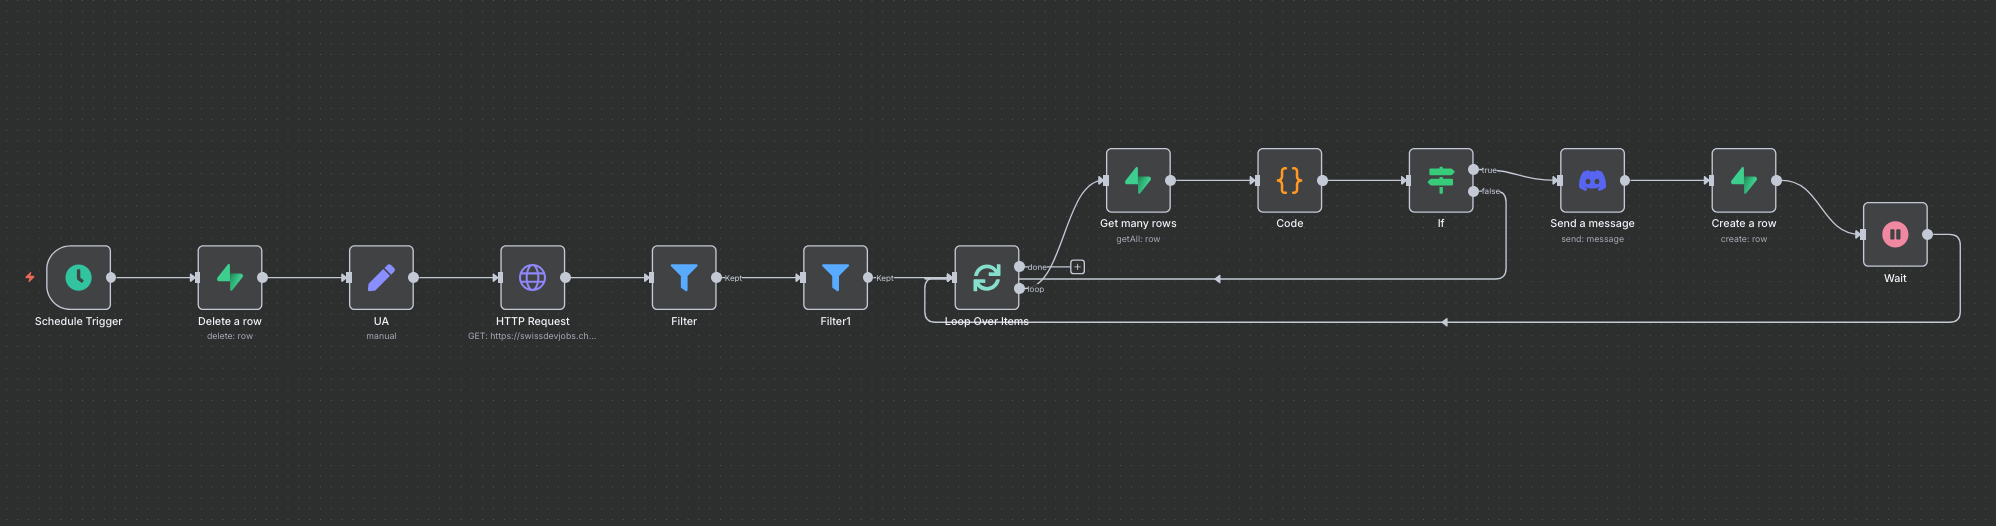 Schedule Trigger
Delete a row
delete: row
UA
manual
HTTP Request
GET: https://swissdevjobs.ch...
Filter
Kept
Filter1
Kept
Loop Over Items
done
loop
Get many rows
getAll: row
Code
If
true
false
Send a message
send: message
Create a row
create: row
Wait